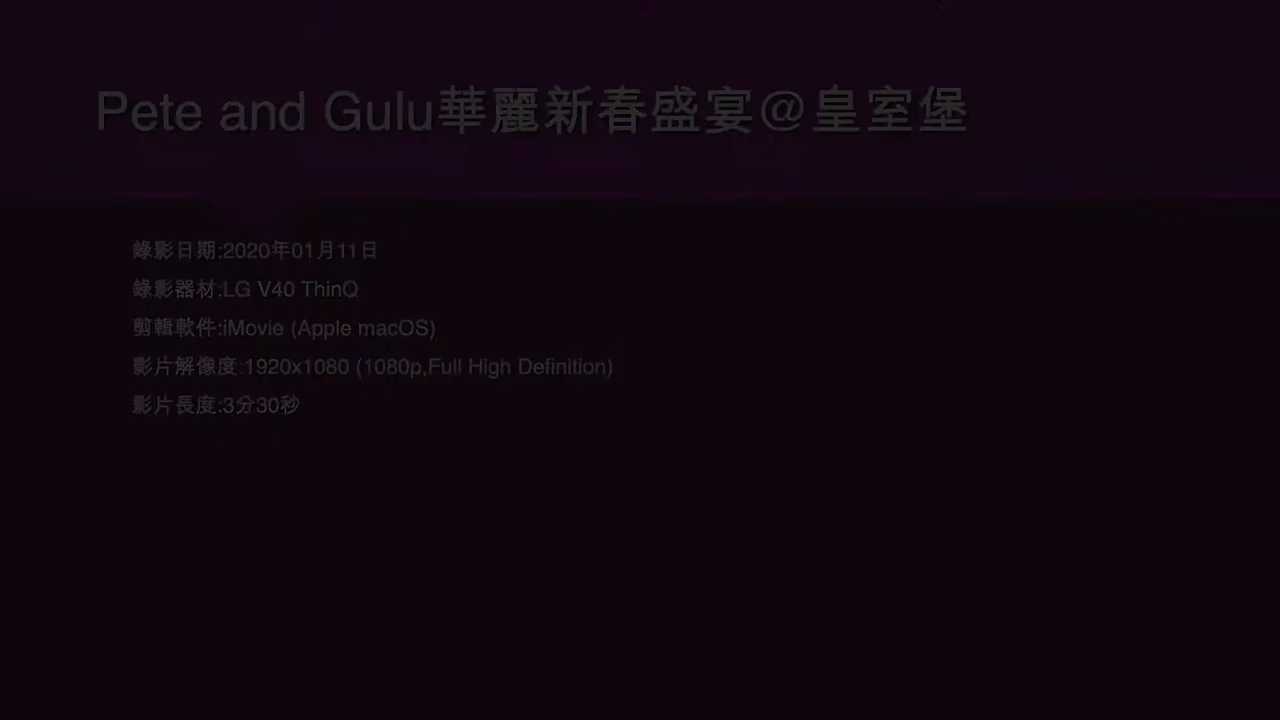 Pete and Gulu華麗新春盛宴@皇室堡
錄影日期:2020年01月11日
錄影器材:LG V40 ThinQ
剪輯軟件:iMovie (Apple macOS)
影片解像度:1920x1080 (1080p,Full High Definition)
影片長度:3分30秒